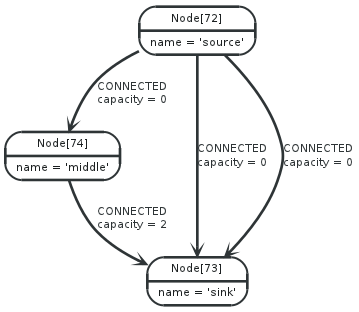 Node[72]
name = 'source'
CONNECTED
capacity = 0
Node[74]
name = 'middle'
CONNECTED
capacity = 0
CONNECTED
capacity = 0
CONNECTED
capacity = 2
Node[73]
name = 'sink'